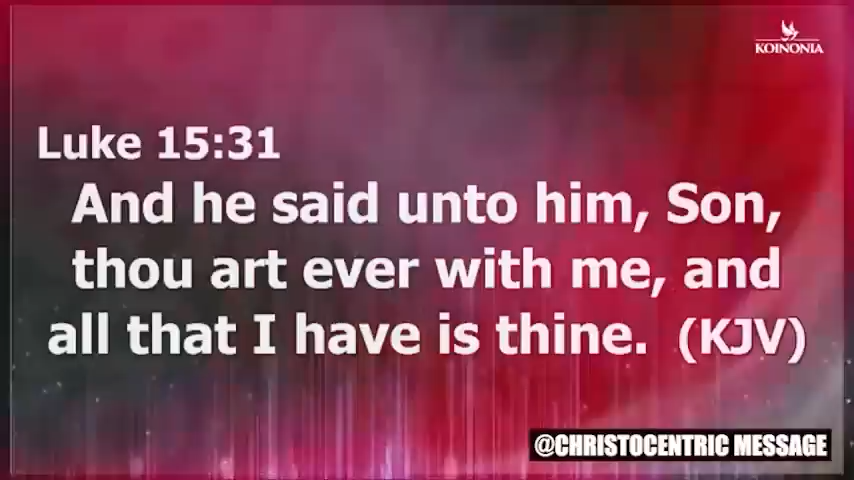 KOINONIA
Luke 15:31
And he said unto him, Son,
thou art ever with me, and
all that I have is thine. (KJV)
@CHRISTOCENTRIC MESSAGE